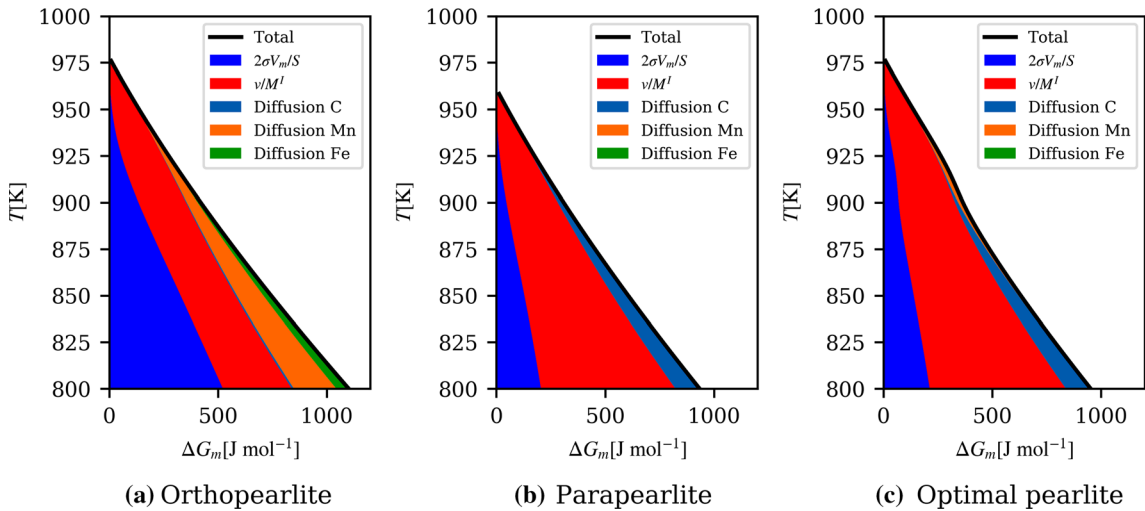 1000
975
950
925
900
875
850
825
800
T[K]
0
500
1000
ΔG_m[J mol⁻¹]
Total
2σV_m/S
v/M^I
Diffusion C
Diffusion Mn
Diffusion Fe
(a) Orthopearlite
1000
975
950
925
900
875
850
825
800
T[K]
0
500
1000
ΔG_m[J mol⁻¹]
Total
2σV_m/S
v/M^I
Diffusion C
Diffusion Mn
Diffusion Fe
(b) Parapearlite
1000
975
950
925
900
875
850
825
800
T[K]
0
500
1000
ΔG_m[J mol⁻¹]
Total
2σV_m/S
v/M^I
Diffusion C
Diffusion Mn
Diffusion Fe
(c) Optimal pearlite